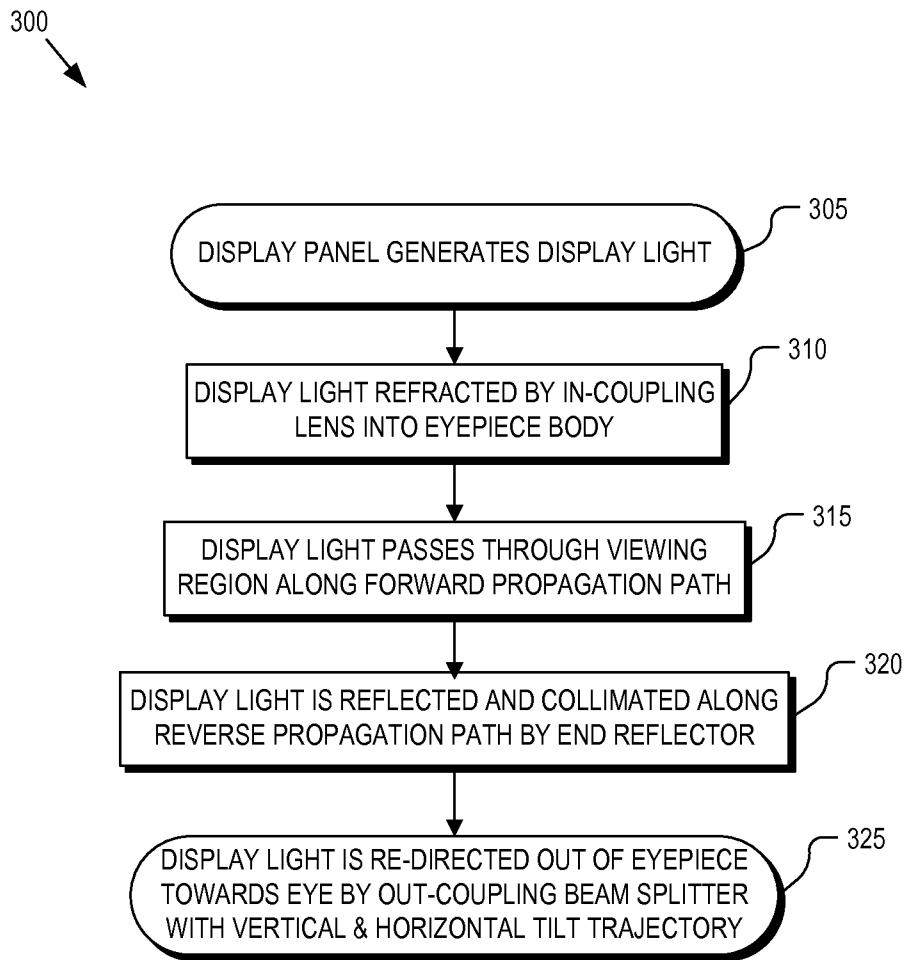 300
305
DISPLAY PANEL GENERATES DISPLAY LIGHT
310
DISPLAY LIGHT REFRACTED BY IN-COUPLING
LENS INTO EYEPIECE BODY
315
DISPLAY LIGHT PASSES THROUGH VIEWING
REGION ALONG FORWARD PROPAGATION PATH
320
DISPLAY LIGHT IS REFLECTED AND COLLIMATED ALONG
REVERSE PROPAGATION PATH BY END REFLECTOR
325
DISPLAY LIGHT IS RE-DIRECTED OUT OF EYEPIECE
TOWARDS EYE BY OUT-COUPLING BEAM SPLITTER
WITH VERTICAL & HORIZONTAL TILT TRAJECTORY